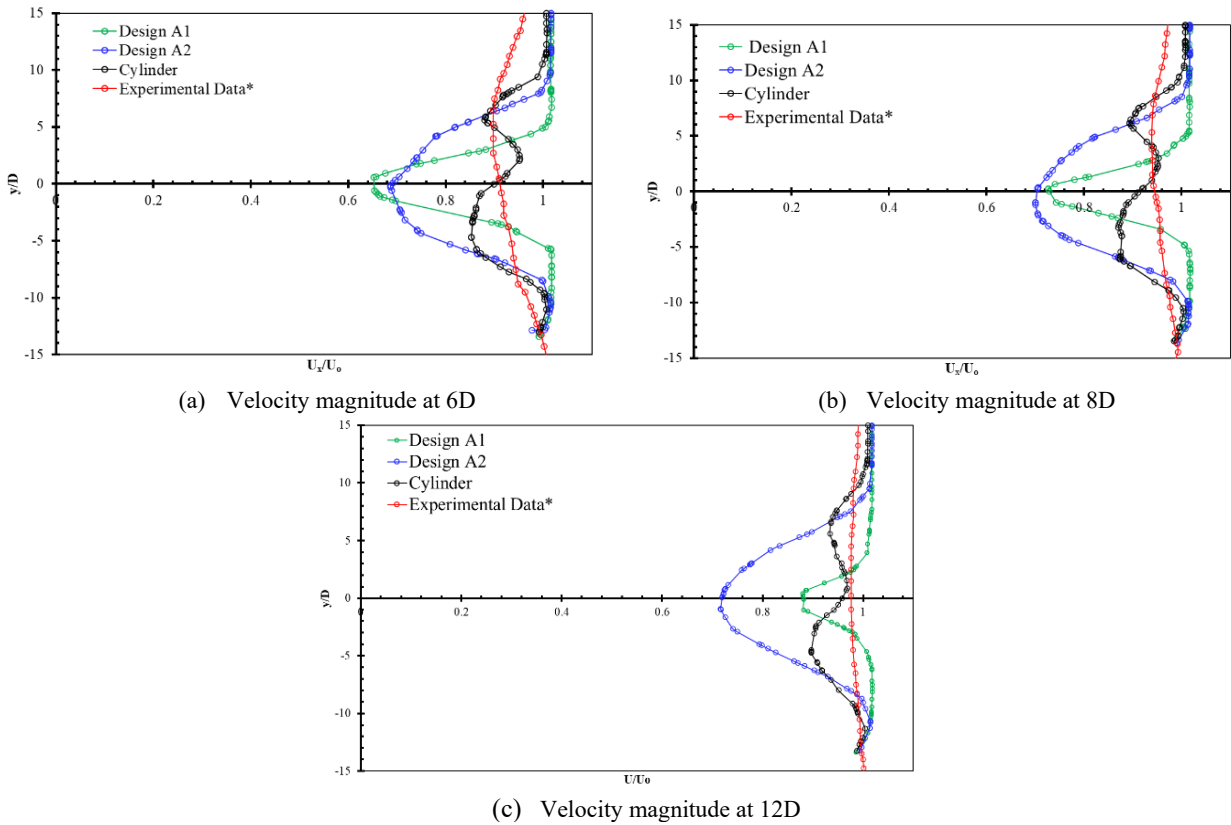 15
10
5
0
-5
-10
-15
y/D
Design A1
Design A2
Cylinder
Experimental Data*
0 0.2 0.4 0.6 0.8 1
Uₓ/Uₒ
(a) Velocity magnitude at 6D
15
10
5
0
-5
-10
-15
y/D
Design A1
Design A2
Cylinder
Experimental Data*
0 0.2 0.4 0.6 0.8 1
Uₓ/Uₒ
(b) Velocity magnitude at 8D
15
10
5
0
-5
-10
-15
y/D
Design A1
Design A2
Cylinder
Experimental Data*
0 0.2 0.4 0.6 0.8 1
U/Uo
(c) Velocity magnitude at 12D